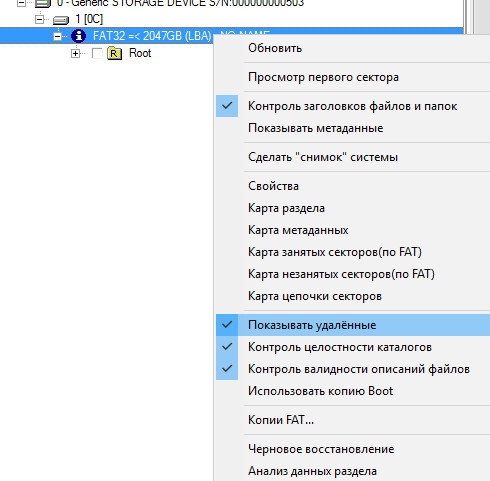 0 - Generic STORAGE DEVICE S/N:000000000503
1 [0C]
FAT32 =< 2047GB (LBA) - NO NAME
Root
Обновить
Просмотр первого сектора
Контроль заголовков файлов и папок
Показывать метаданные
Сделать "снимок" системы
Свойства
Карта раздела
Карта метаданных
Карта занятых секторов(по FAT)
Карта незанятых секторов(по FAT)
Карта цепочки секторов
Показывать удалённые
Контроль целостности каталогов
Контроль валидности описаний файлов
Использовать копию Boot
Копии FAT...
Черновое восстановление
Анализ данных раздела